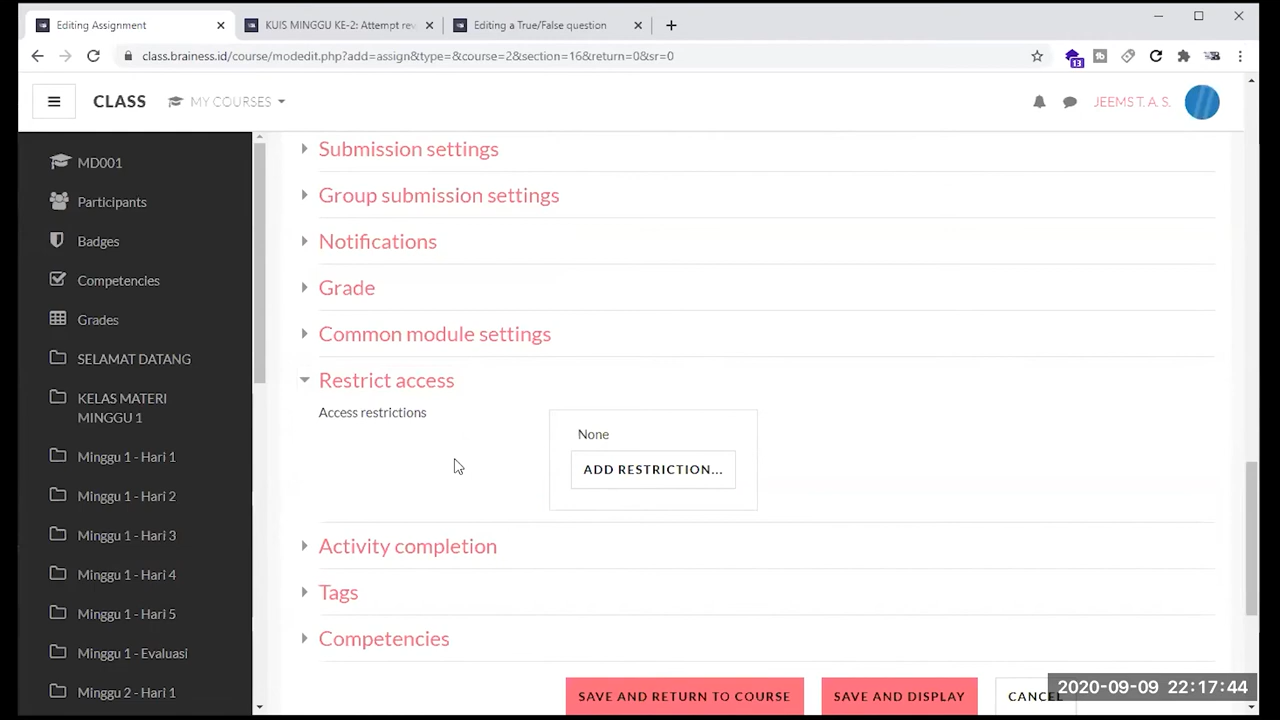 Editing Assignment
KUIS MINGGU KE-2: Attempt rev
Editing a True/False question
class.brainess.id/course/modedit.php?add=assign&type=&course=2&section=16&return=0&sr=0
13
CLASS
MY COURSES
JEEMS T. A. S.
MD001
Participants
Badges
Competencies
Grades
SELAMAT DATANG
KELAS MATERI
MINGGU 1
Minggu 1 - Hari 1
Minggu 1 - Hari 2
Minggu 1 - Hari 3
Minggu 1 - Hari 4
Minggu 1 - Hari 5
Minggu 1 - Evaluasi
Minggu 2 - Hari 1
Submission settings
Group submission settings
Notifications
Grade
Common module settings
Restrict access
Access restrictions
None
ADD RESTRICTION...
Activity completion
Tags
Competencies
SAVE AND RETURN TO COURSE
SAVE AND DISPLAY
CANCEL
2020-09-09 22:17:44